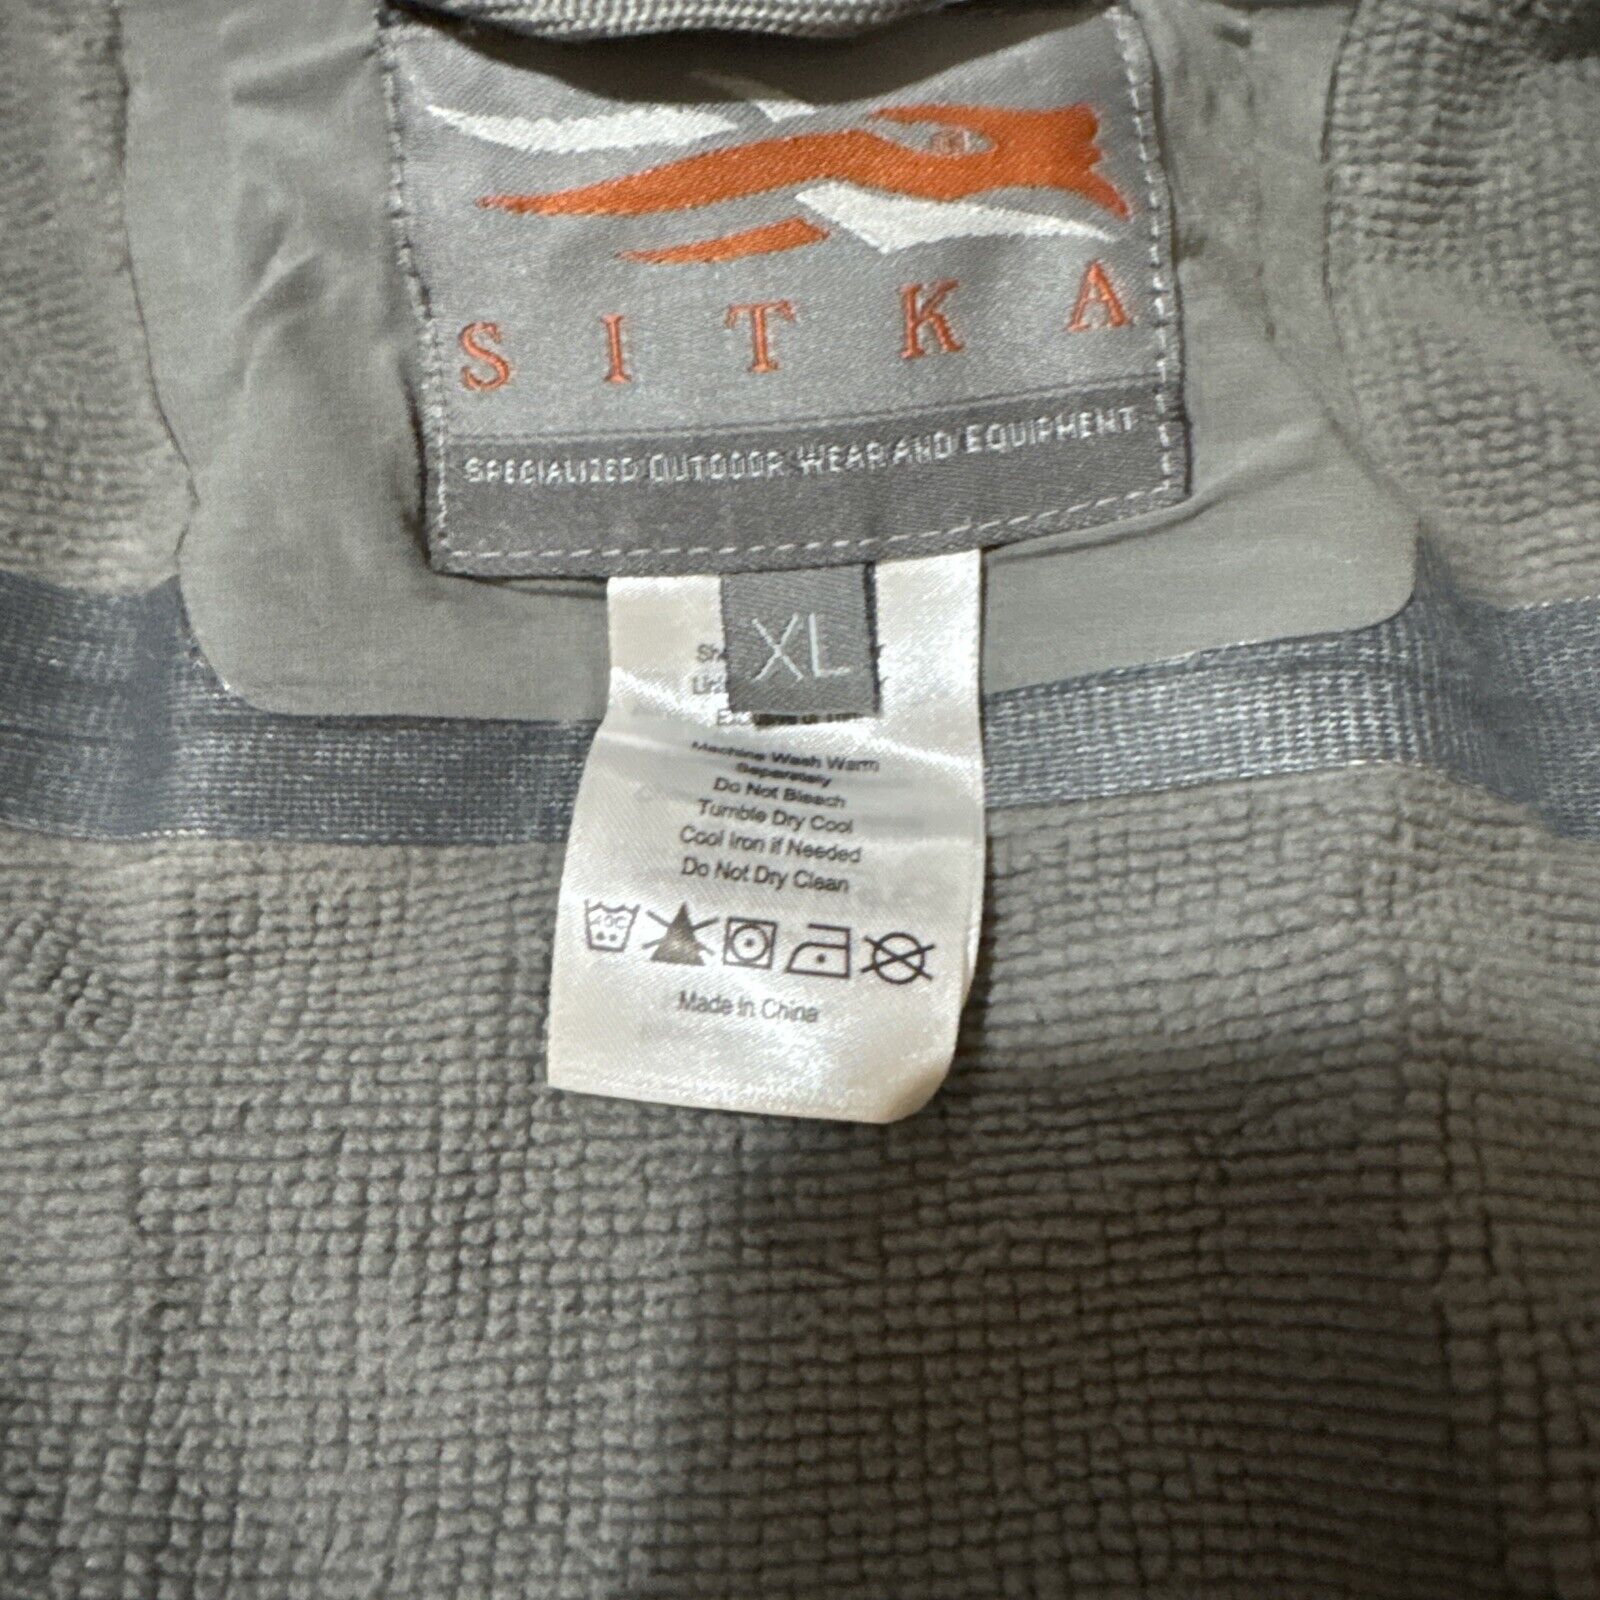 SITKA
SPECIALIZED OUTDOOR WEAR AND EQUIPMENT
XL
Machine Wash Warm
Separately
Do Not Bleach
Tumble Dry Cool
Cool Iron if Needed
Do Not Dry Clean
40C
Made In China